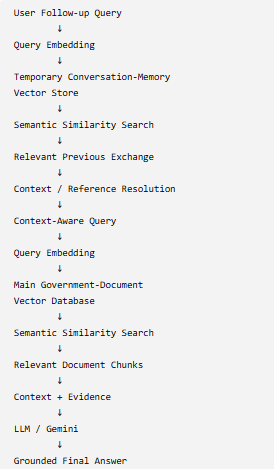 User Follow-up Query
↓
Query Embedding
↓
Temporary Conversation-Memory
Vector Store
↓
Semantic Similarity Search
↓
Relevant Previous Exchange
↓
Context / Reference Resolution
↓
Context-Aware Query
↓
Query Embedding
↓
Main Government-Document
Vector Database
↓
Semantic Similarity Search
↓
Relevant Document Chunks
↓
Context + Evidence
↓
LLM / Gemini
↓
Grounded Final Answer